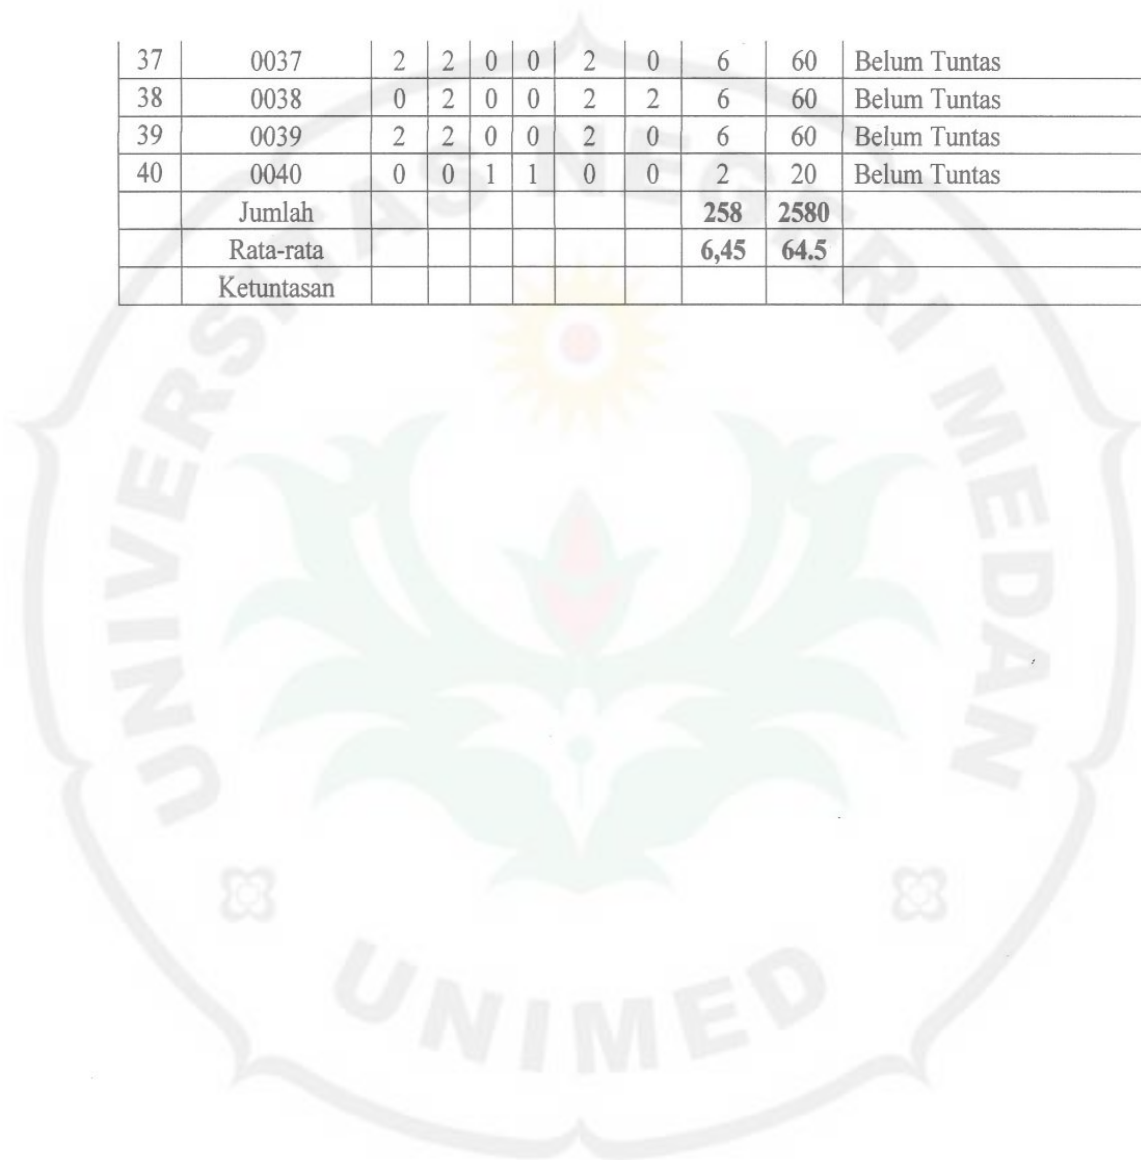 37 0037 2 2 0 0 2 0 6 60 Belum Tuntas
38 0038 0 2 0 0 2 2 6 60 Belum Tuntas
39 0039 2 2 0 0 2 0 6 60 Belum Tuntas
40 0040 0 0 1 1 0 0 2 20 Belum Tuntas
Jumlah 258 2580
Rata-rata 6,45 64.5
Ketuntasan
UNIVERSITAS NEGERI MEDAN
UNIMED